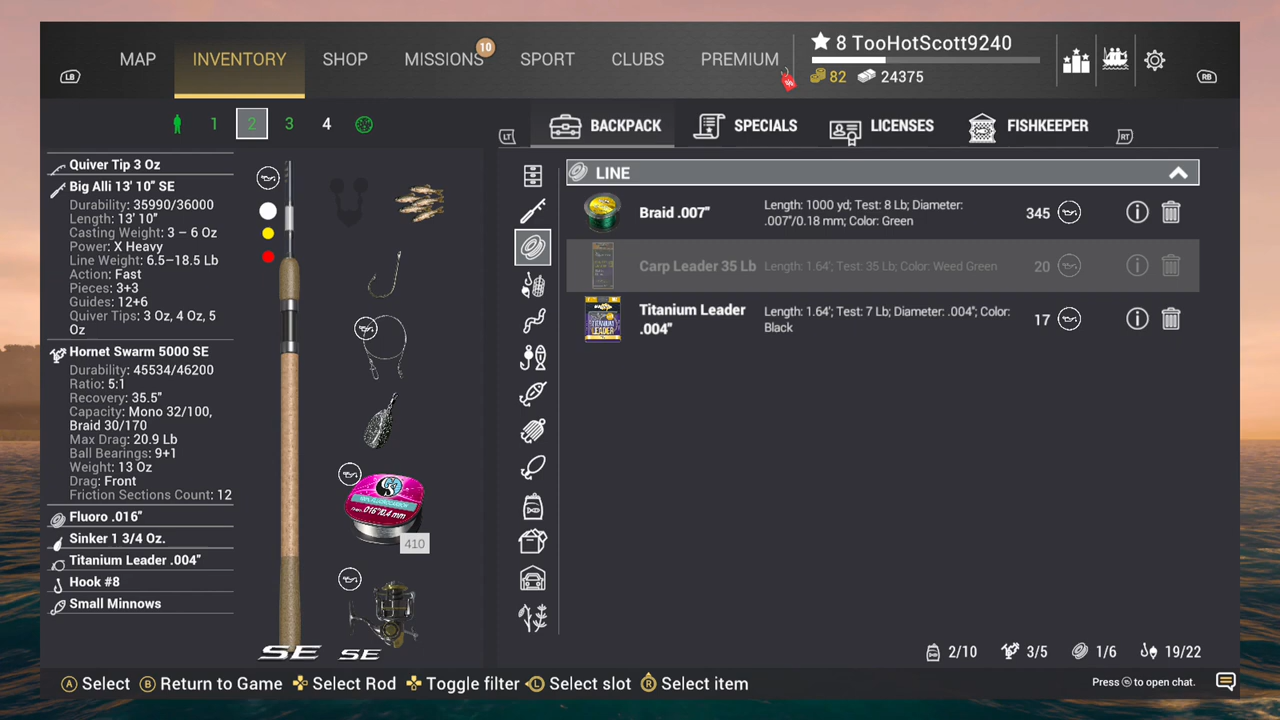 LB
MAP
INVENTORY
SHOP
MISSIONS
10
SPORT
CLUBS
PREMIUM
8 TooHotScott9240
82
24375
RB
1
2
3
4
LT
BACKPACK
SPECIALS
LICENSES
FISHKEEPER
RT
Quiver Tip 3 Oz
Big Alli 13' 10" SE
Durability: 35990/36000
Length: 13' 10"
Casting Weight: 3 – 6 Oz
Power: X Heavy
Line Weight: 6.5–18.5 Lb
Action: Fast
Pieces: 3+3
Guides: 12+6
Quiver Tips: 3 Oz, 4 Oz, 5
Oz
Hornet Swarm 5000 SE
Durability: 45534/46200
Ratio: 5:1
Recovery: 35.5"
Capacity: Mono 32/100,
Braid 30/170
Max Drag: 20.9 Lb
Ball Bearings: 9+1
Weight: 13 Oz
Drag: Front
Friction Sections Count: 12
Fluoro .016"
Sinker 1 3/4 Oz.
Titanium Leader .004"
Hook #8
Small Minnows
.016"/0.4 mm
410
SE
SE
LINE
Braid .007"
Length: 1000 yd; Test: 8 Lb; Diameter:
.007"/0.18 mm; Color: Green
345
Carp Leader 35 Lb
Length: 1.64'; Test: 35 Lb; Color: Weed Green
20
Titanium Leader
.004"
Length: 1.64'; Test: 7 Lb; Diameter: .004"; Color:
Black
17
2/10
3/5
1/6
19/22
A Select
B Return to Game
Select Rod
Toggle filter
L Select slot
R Select item
Press to open chat.